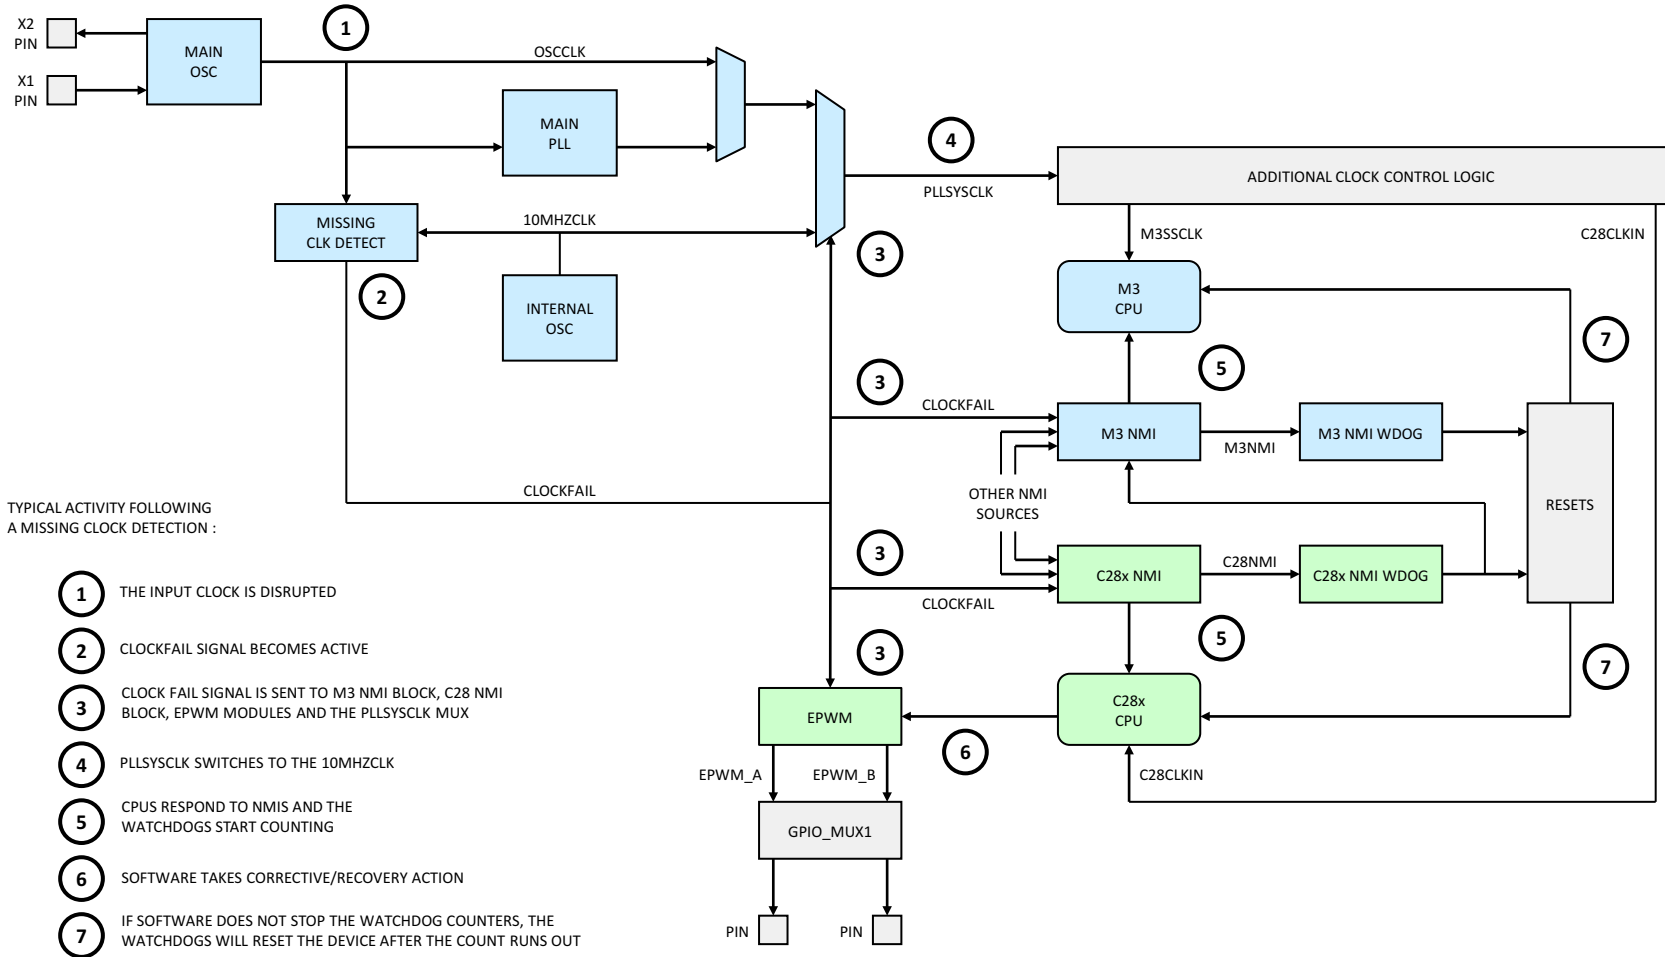 X2
PIN
X1
PIN
MAIN
OSC
1
OSCCLK
MAIN
PLL
4
PLLSYSCLK
ADDITIONAL CLOCK CONTROL LOGIC
MISSING
CLK DETECT
10MHZCLK
3
M3SSCLK
C28CLKIN
2
INTERNAL
OSC
M3
CPU
7
3
5
CLOCKFAIL
M3 NMI
M3NMI
M3 NMI WDOG
CLOCKFAIL
OTHER NMI
SOURCES
RESETS
TYPICAL ACTIVITY FOLLOWING
A MISSING CLOCK DETECTION :
3
C28x NMI
C28NMI
C28x NMI WDOG
CLOCKFAIL
5
3
7
EPWM
C28x
CPU
6
EPWM_A
EPWM_B
C28CLKIN
GPIO_MUX1
PIN
PIN
1 THE INPUT CLOCK IS DISRUPTED
2 CLOCKFAIL SIGNAL BECOMES ACTIVE
3 CLOCK FAIL SIGNAL IS SENT TO M3 NMI BLOCK, C28 NMI
BLOCK, EPWM MODULES AND THE PLLSYSCLK MUX
4 PLLSYSCLK SWITCHES TO THE 10MHZCLK
5 CPUS RESPOND TO NMIS AND THE
WATCHDOGS START COUNTING
6 SOFTWARE TAKES CORRECTIVE/RECOVERY ACTION
7 IF SOFTWARE DOES NOT STOP THE WATCHDOG COUNTERS, THE
WATCHDOGS WILL RESET THE DEVICE AFTER THE COUNT RUNS OUT